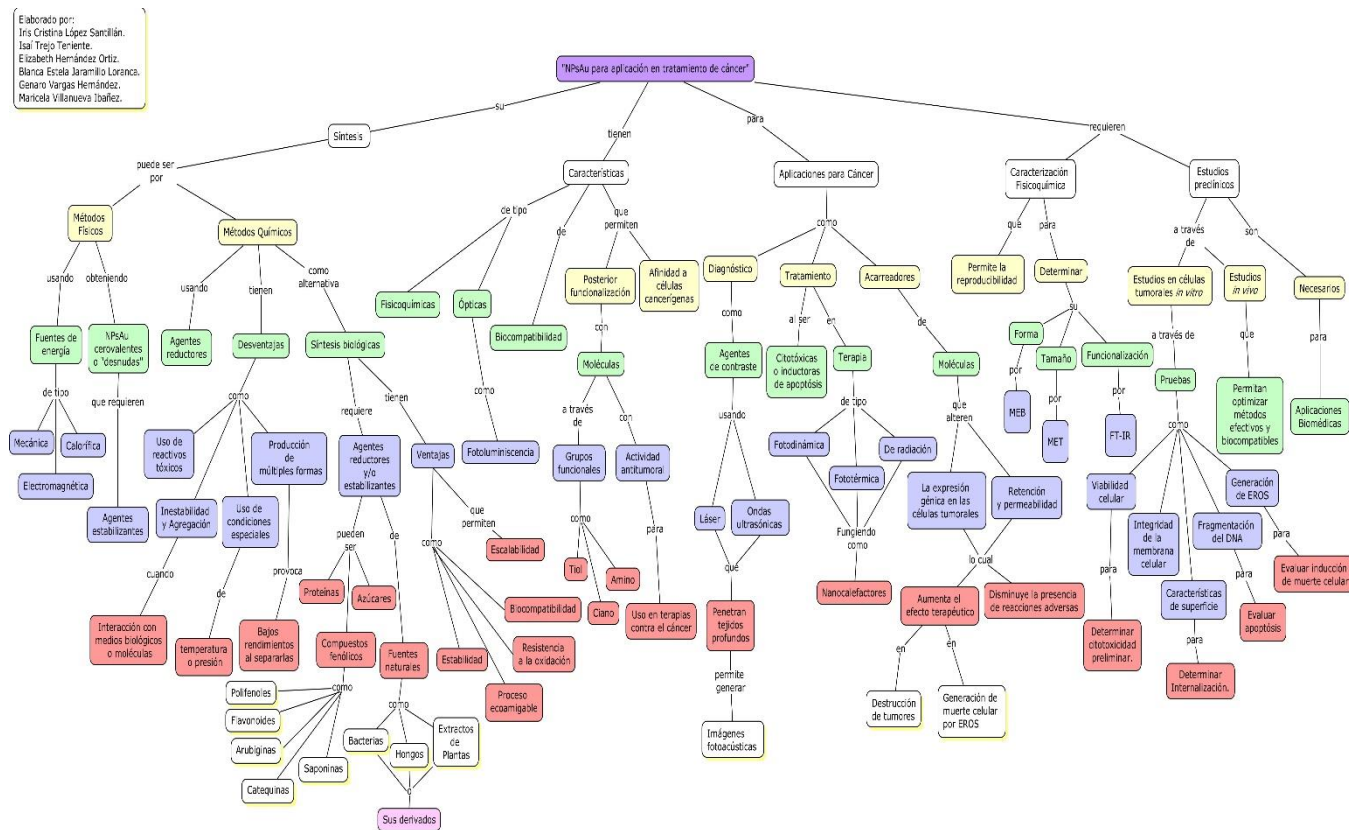 Elaborado por:
Iris Cristina López Santillán.
Isaí Trejo Teniente.
Elizabeth Hernández Ortiz.
Blanca Estela Jaramillo Loranca.
Genaro Vargas Hernández.
Maricela Villanueva Ibañez.
"NPsAu para aplicación en tratamiento de cáncer"
su
tienen
para
requieren
Síntesis
Características
Aplicaciones para Cáncer
Caracterización
Fisicoquímica
Estudios
preclínicos
puede ser
por
de tipo
de
que
permiten
como
que
para
a través
de
son
Métodos
Físicos
Métodos Químicos
Posterior
funcionalización
Afinidad a
células
cancerígenas
Diagnóstico
Tratamiento
Acarreadores
Permite la
reproducibilidad
Determinar
Estudios en células
tumorales in vitro
Estudios
in vivo
Necesarios
usando
obteniendo
usando
tienen
como
alternativa
con
como
al ser
en
de
su
a través de
que
para
Fuentes de
energía
NPsAu
cerovalentes
o "desnudas"
Agentes
reductores
Desventajas
Síntesis biológicas
Fisicoquímicas
Ópticas
Biocompatibilidad
Moléculas
Agentes
de contraste
Citotóxicas
o inductoras
de apoptósis
Terapia
Moléculas
Forma
Tamaño
Funcionalización
Pruebas
Permitan
optimizar
métodos
efectivos y
biocompatibles
Aplicaciones
Biomédicas
de tipo
que requieren
como
requiere
tienen
como
a través
de
con
usando
de tipo
que
alteren
por
por
por
como
Mecánica
Calorífica
Electromagnética
Agentes
estabilizantes
Uso de
reactivos
tóxicos
Inestabilidad
y Agregación
Uso de
condiciones
especiales
Producción
de
múltiples formas
Agentes
reductores
y/o
estabilizantes
Ventajas
Fotoluminiscencia
Grupos
funcionales
Actividad
antitumoral
Láser
Ondas
ultrasónicas
Fotodinámica
Fototérmica
De radiación
La expresión
génica en las
células tumorales
Retención
y permeabilidad
MEB
MET
FT-IR
Viabilidad
celular
Integridad
de la
membrana
celular
Características
de superficie
Fragmentación
del DNA
Generación
de EROS
cuando
de
provoca
pueden
ser
de
como
que
permiten
como
para
que
Fungiendo
como
lo cual
para
para
para
para
Interacción con
medios biológicos
o moléculas
temperatura
o presión
Bajos
rendimientos
al separarlas
Proteínas
Azúcares
Compuestos
fenólicos
Fuentes
naturales
Estabilidad
Escalabilidad
Biocompatibilidad
Resistencia
a la oxidación
Proceso
ecoamigable
Tiol
Ciano
Amino
Uso en terapias
contra el cáncer
Penetran
tejidos
profundos
Nanocalefactores
Aumenta el
efecto terapéutico
Disminuye la presencia
de reacciones adversas
Determinar
citotoxicidad
preliminar.
Determinar
Internalización.
Evaluar
apoptósis
Evaluar inducción
de muerte celular
como
como
permite
generar
en
en
Polifenoles
Flavonoides
Arubiginas
Catequinas
Saponinas
Bacterias
Hongos
Extractos
de
Plantas
o
Sus derivados
Imágenes
fotoacústicas
Destrucción
de tumores
Generación de
muerte celular
por EROS